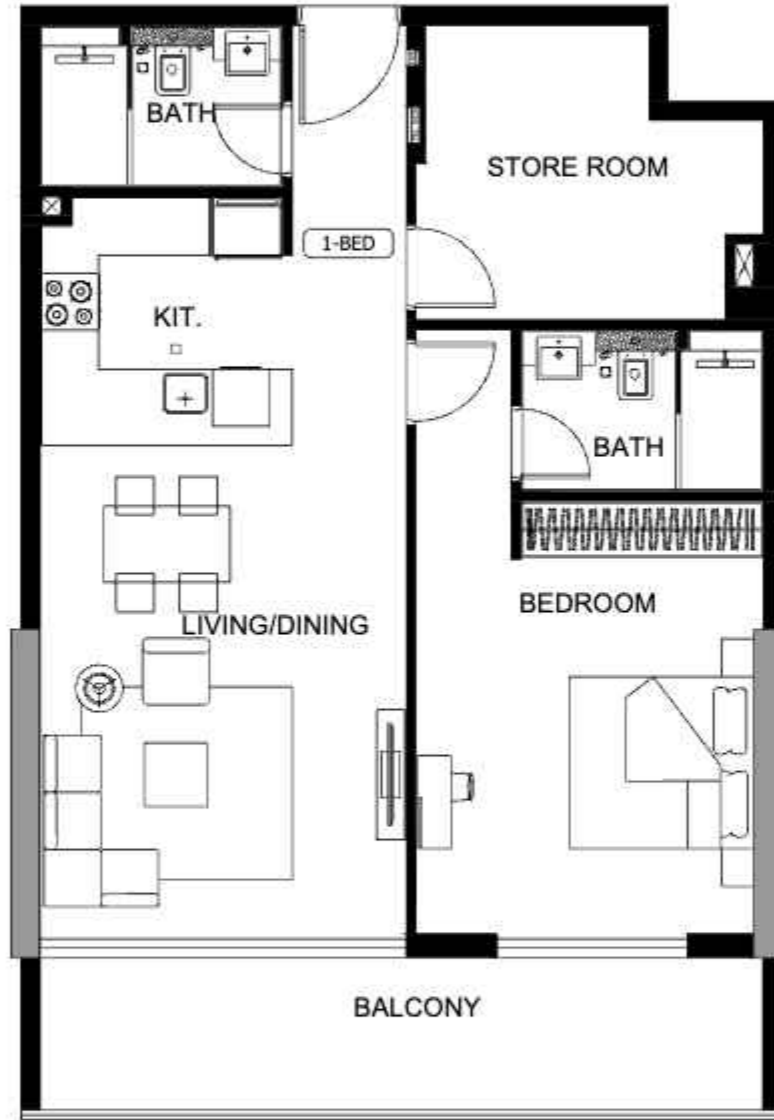 BATH
STORE ROOM
1-BED
KIT.
BATH
BEDROOM
LIVING/DINING
BALCONY